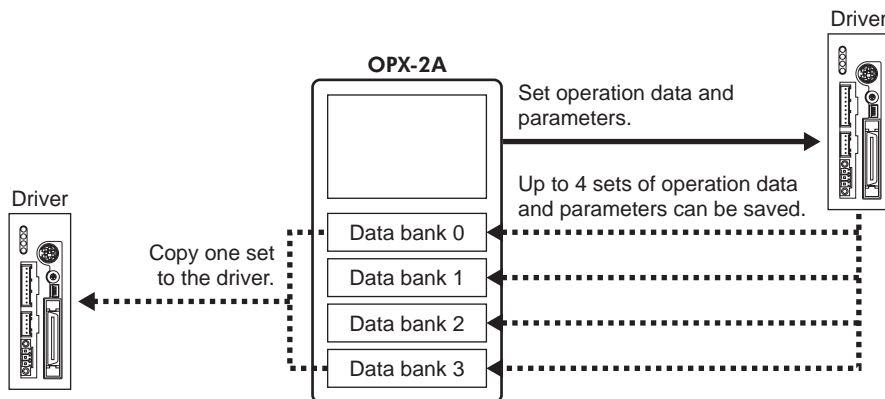 Driver
OPX-2A
Set operation data and
parameters.
Up to 4 sets of operation data
and parameters can be saved.
Driver
Copy one set
to the driver.
Data bank 0
Data bank 1
Data bank 2
Data bank 3